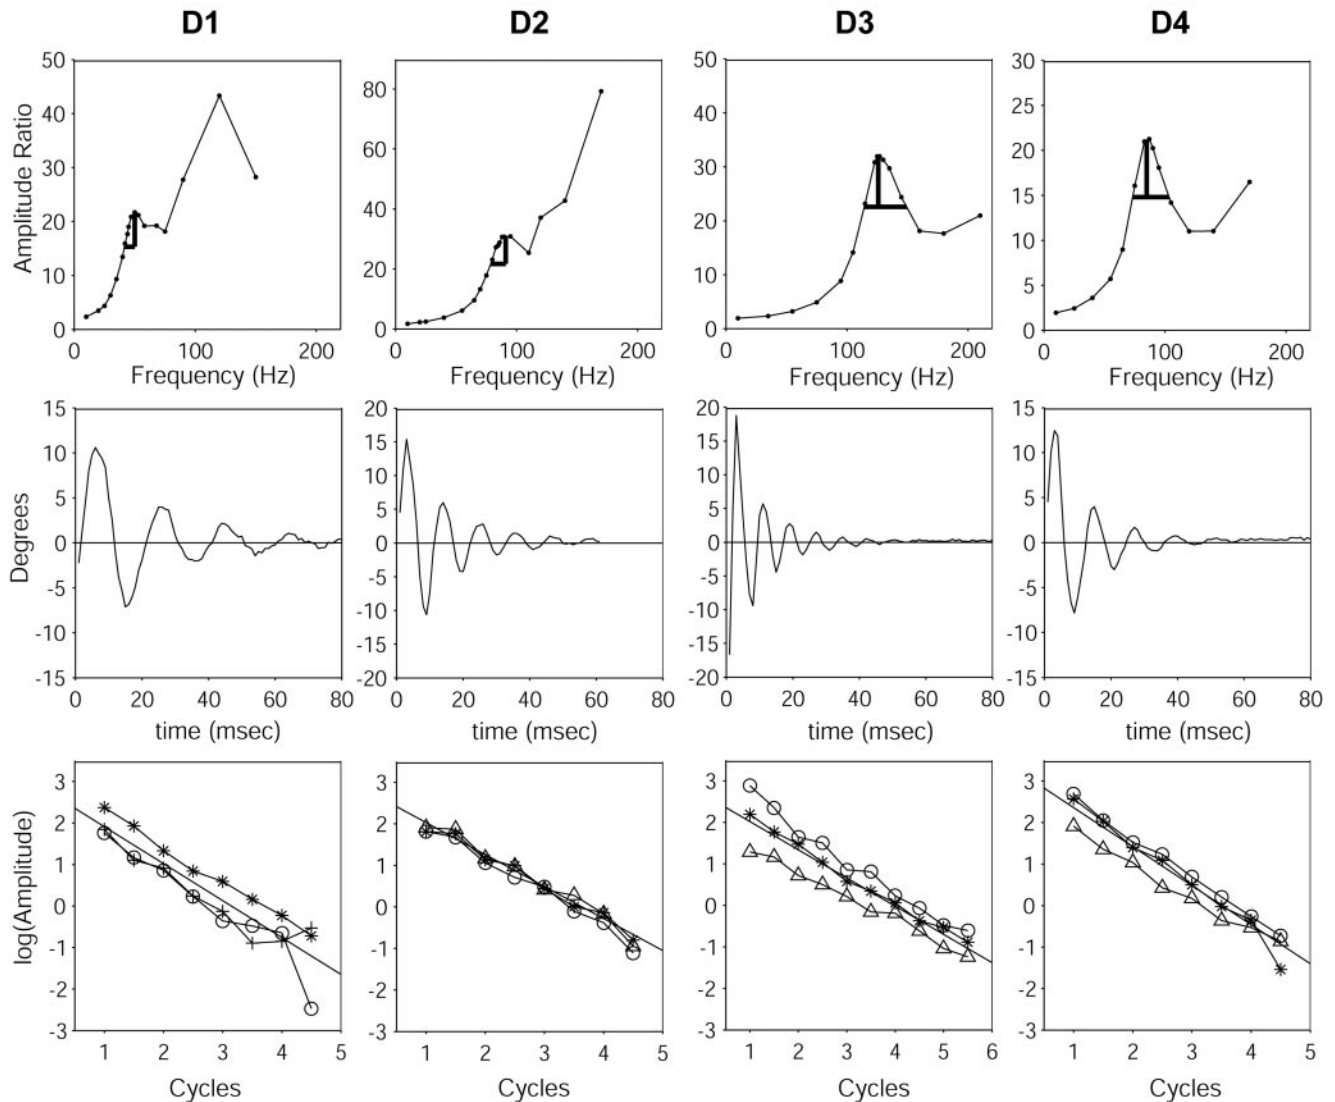 D1 D2 D3 D4
Amplitude Ratio
50 40 30 20 10 0
80 60 40 20 0
50 40 30 20 10 0
30 25 20 15 10 5 0
0 100 200
0 100 200
0 100 200
0 100 200
Frequency (Hz) Frequency (Hz) Frequency (Hz) Frequency (Hz)
Degrees
15 10 5 0 -5 -10 -15
20 15 10 5 0 -5 -10 -15 -20
20 15 10 5 0 -5 -10 -15 -20
15 10 5 0 -5 -10 -15
0 20 40 60 80
0 20 40 60 80
0 20 40 60 80
0 20 40 60 80
time (msec) time (msec) time (msec) time (msec)
log(Amplitude)
3 2 1 0 -1 -2 -3
3 2 1 0 -1 -2 -3
3 2 1 0 -1 -2 -3
3 2 1 0 -1 -2 -3
1 2 3 4 5
1 2 3 4 5
1 2 3 4 5 6
1 2 3 4 5
Cycles Cycles Cycles Cycles